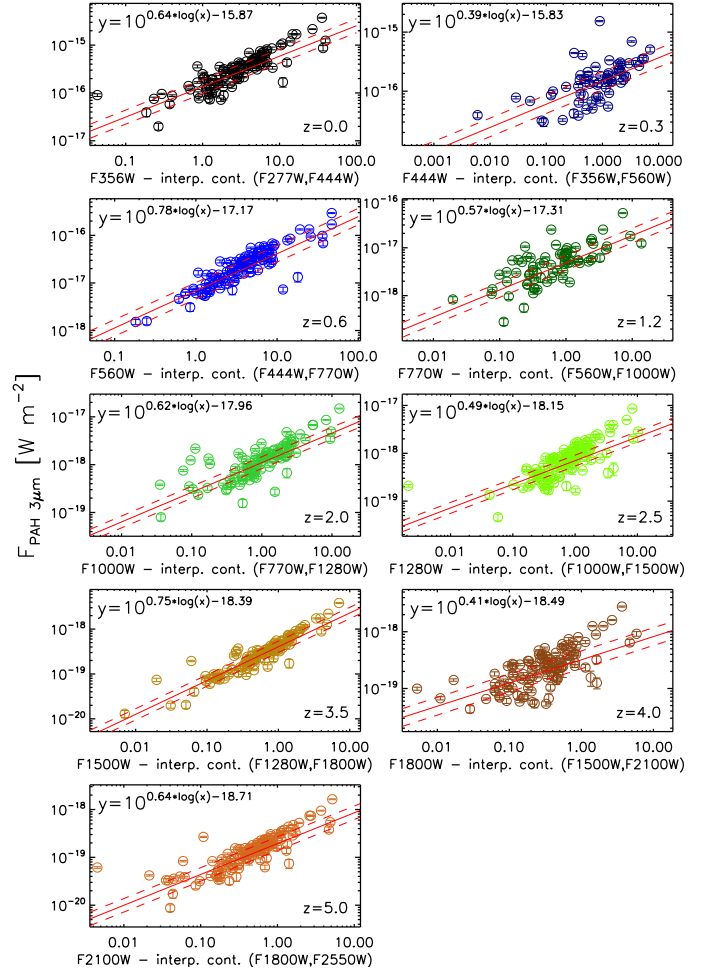 y=10^0.64*log(x)−15.87
10^−15
10^−16
10^−17
z=0.0
0.1 1.0 10.0 100.0
F356W − interp. cont. (F277W,F444W)
y=10^0.39*log(x)−15.83
10^−15
10^−16
z=0.3
0.001 0.010 0.100 1.000 10.000
F444W − interp. cont. (F356W,F560W)
y=10^0.78*log(x)−17.17
10^−16
10^−17
10^−18
z=0.6
0.1 1.0 10.0 100.0
F560W − interp. cont. (F444W,F770W)
y=10^0.57*log(x)−17.31
10^−16
10^−17
10^−18
z=1.2
0.01 0.10 1.00 10.00
F770W − interp. cont. (F560W,F1000W)
F_PAH 3μm [W m^−2]
y=10^0.62*log(x)−17.96
10^−17
10^−18
10^−19
z=2.0
0.01 0.10 1.00 10.00
F1000W − interp. cont. (F770W,F1280W)
y=10^0.49*log(x)−18.15
10^−17
10^−18
10^−19
z=2.5
0.01 0.10 1.00 10.00
F1280W − interp. cont. (F1000W,F1500W)
y=10^0.75*log(x)−18.39
10^−18
10^−19
10^−20
z=3.5
0.01 0.10 1.00 10.00
F1500W − interp. cont. (F1280W,F1800W)
y=10^0.41*log(x)−18.49
10^−18
10^−19
z=4.0
0.01 0.10 1.00 10.00
F1800W − interp. cont. (F1500W,F2100W)
y=10^0.64*log(x)−18.71
10^−18
10^−19
10^−20
z=5.0
0.01 0.10 1.00 10.00
F2100W − interp. cont. (F1800W,F2550W)